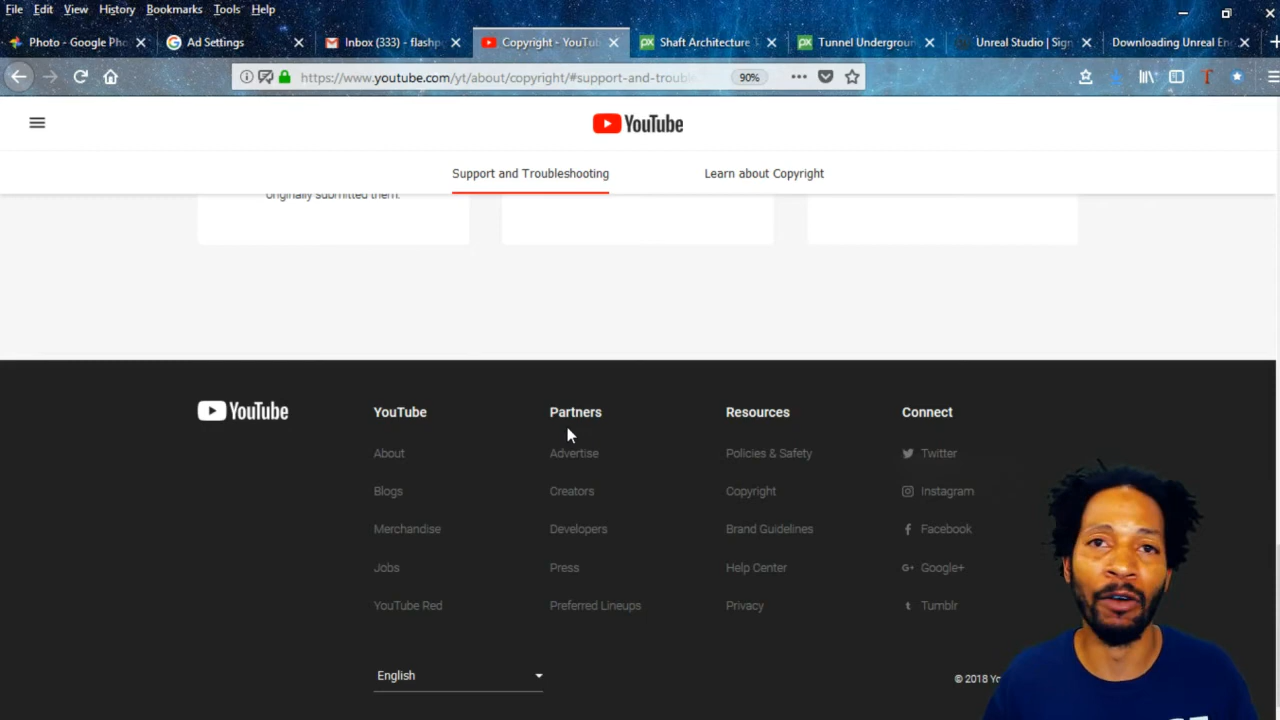 File Edit View History Bookmarks Tools Help
Photo - Google Pho
Ad Settings
Inbox (333) - flashp
Copyright - YouTub
Shaft Architecture T
Tunnel Undergroun
Unreal Studio | Sign
Downloading Unreal En
https://www.youtube.com/yt/about/copyright/#support-and-troubl
90%
YouTube
Support and Troubleshooting
Learn about Copyright
originally submitted them.
YouTube
YouTube
About
Blogs
Merchandise
Jobs
YouTube Red
English
Partners
Advertise
Creators
Developers
Press
Preferred Lineups
Resources
Policies & Safety
Copyright
Brand Guidelines
Help Center
Privacy
Connect
Twitter
Instagram
Facebook
Google+
Tumblr
© 2018 Yo